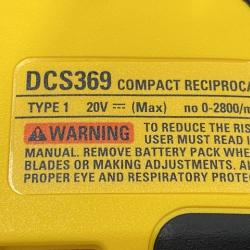 DCS369 COMPACT RECIPROCA
TYPE 1 20V ⎓ (Max) no 0-2800/m
WARNING TO REDUCE THE RIS
USER MUST READ I
MANUAL. REMOVE BATTERY PACK WHE
BLADES OR MAKING ADJUSTMENTS. A
PROPER EYE AND RESPIRATORY PROTEC